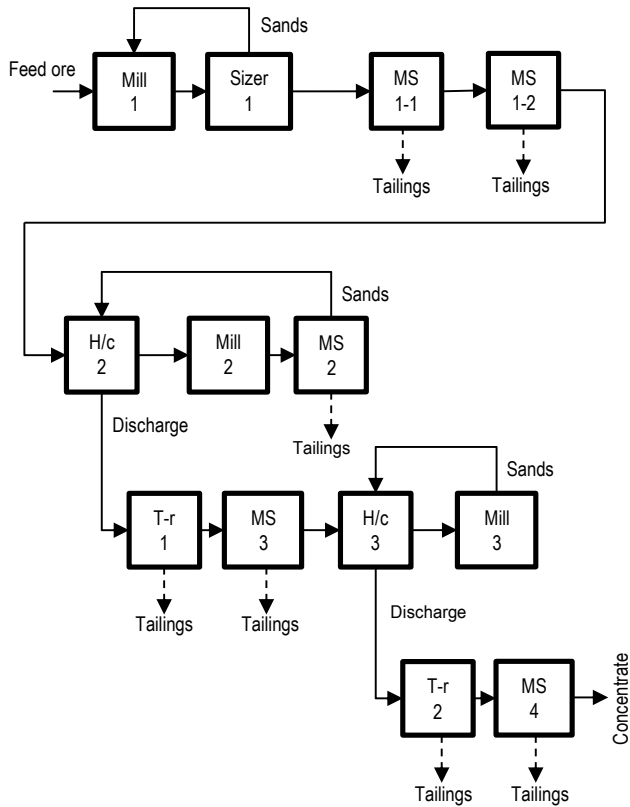 Sands
Feed ore
Mill
1
Sizer
1
MS
1-1
MS
1-2
Tailings
Tailings
Sands
H/c
2
Mill
2
MS
2
Discharge
Tailings
Sands
T-r
1
MS
3
H/c
3
Mill
3
Tailings
Tailings
Discharge
T-r
2
MS
4
Concentrate
Tailings
Tailings